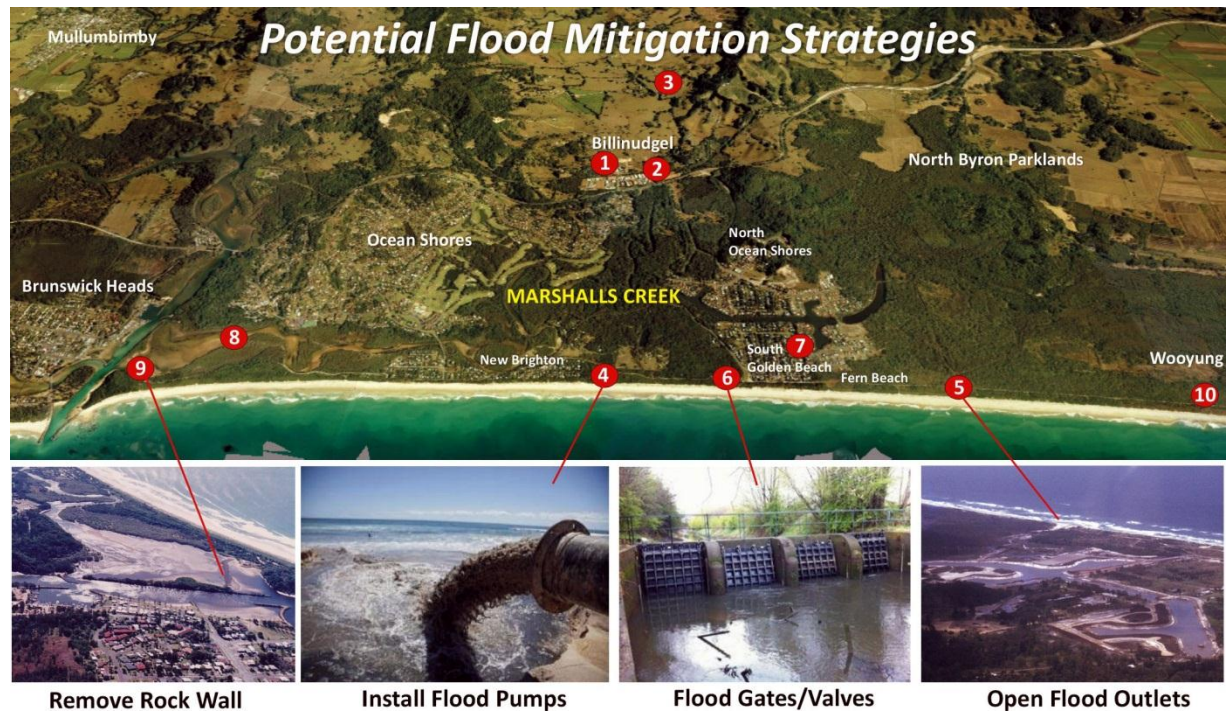 Potential Flood Mitigation Strategies
Mullumbimby
3
Billinudgel
1
2
North Byron Parklands
Ocean Shores
North
Ocean Shores
Brunswick Heads
MARSHALLS CREEK
8
9
New Brighton
4
6
South
Golden Beach
7
Fern Beach
5
Wooyung
10
Remove Rock Wall
Install Flood Pumps
Flood Gates/Valves
Open Flood Outlets